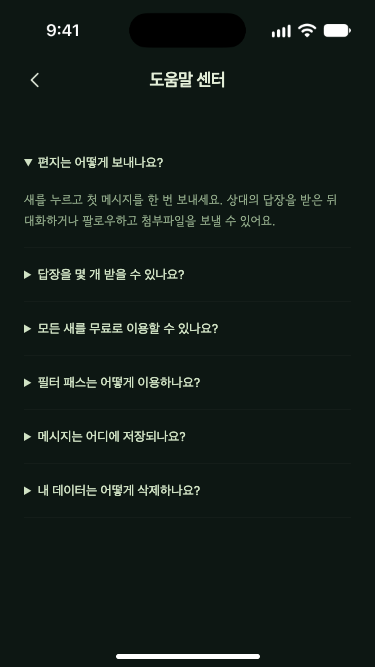 9:41
도움말 센터
편지는 어떻게 보내나요?
새를 누르고 첫 메시지를 한 번 보내세요. 상대의 답장을 받은 뒤
대화하거나 팔로우하고 첨부파일을 보낼 수 있어요.
답장을 몇 개 받을 수 있나요?
모든 새를 무료로 이용할 수 있나요?
필터 패스는 어떻게 이용하나요?
메시지는 어디에 저장되나요?
내 데이터는 어떻게 삭제하나요?